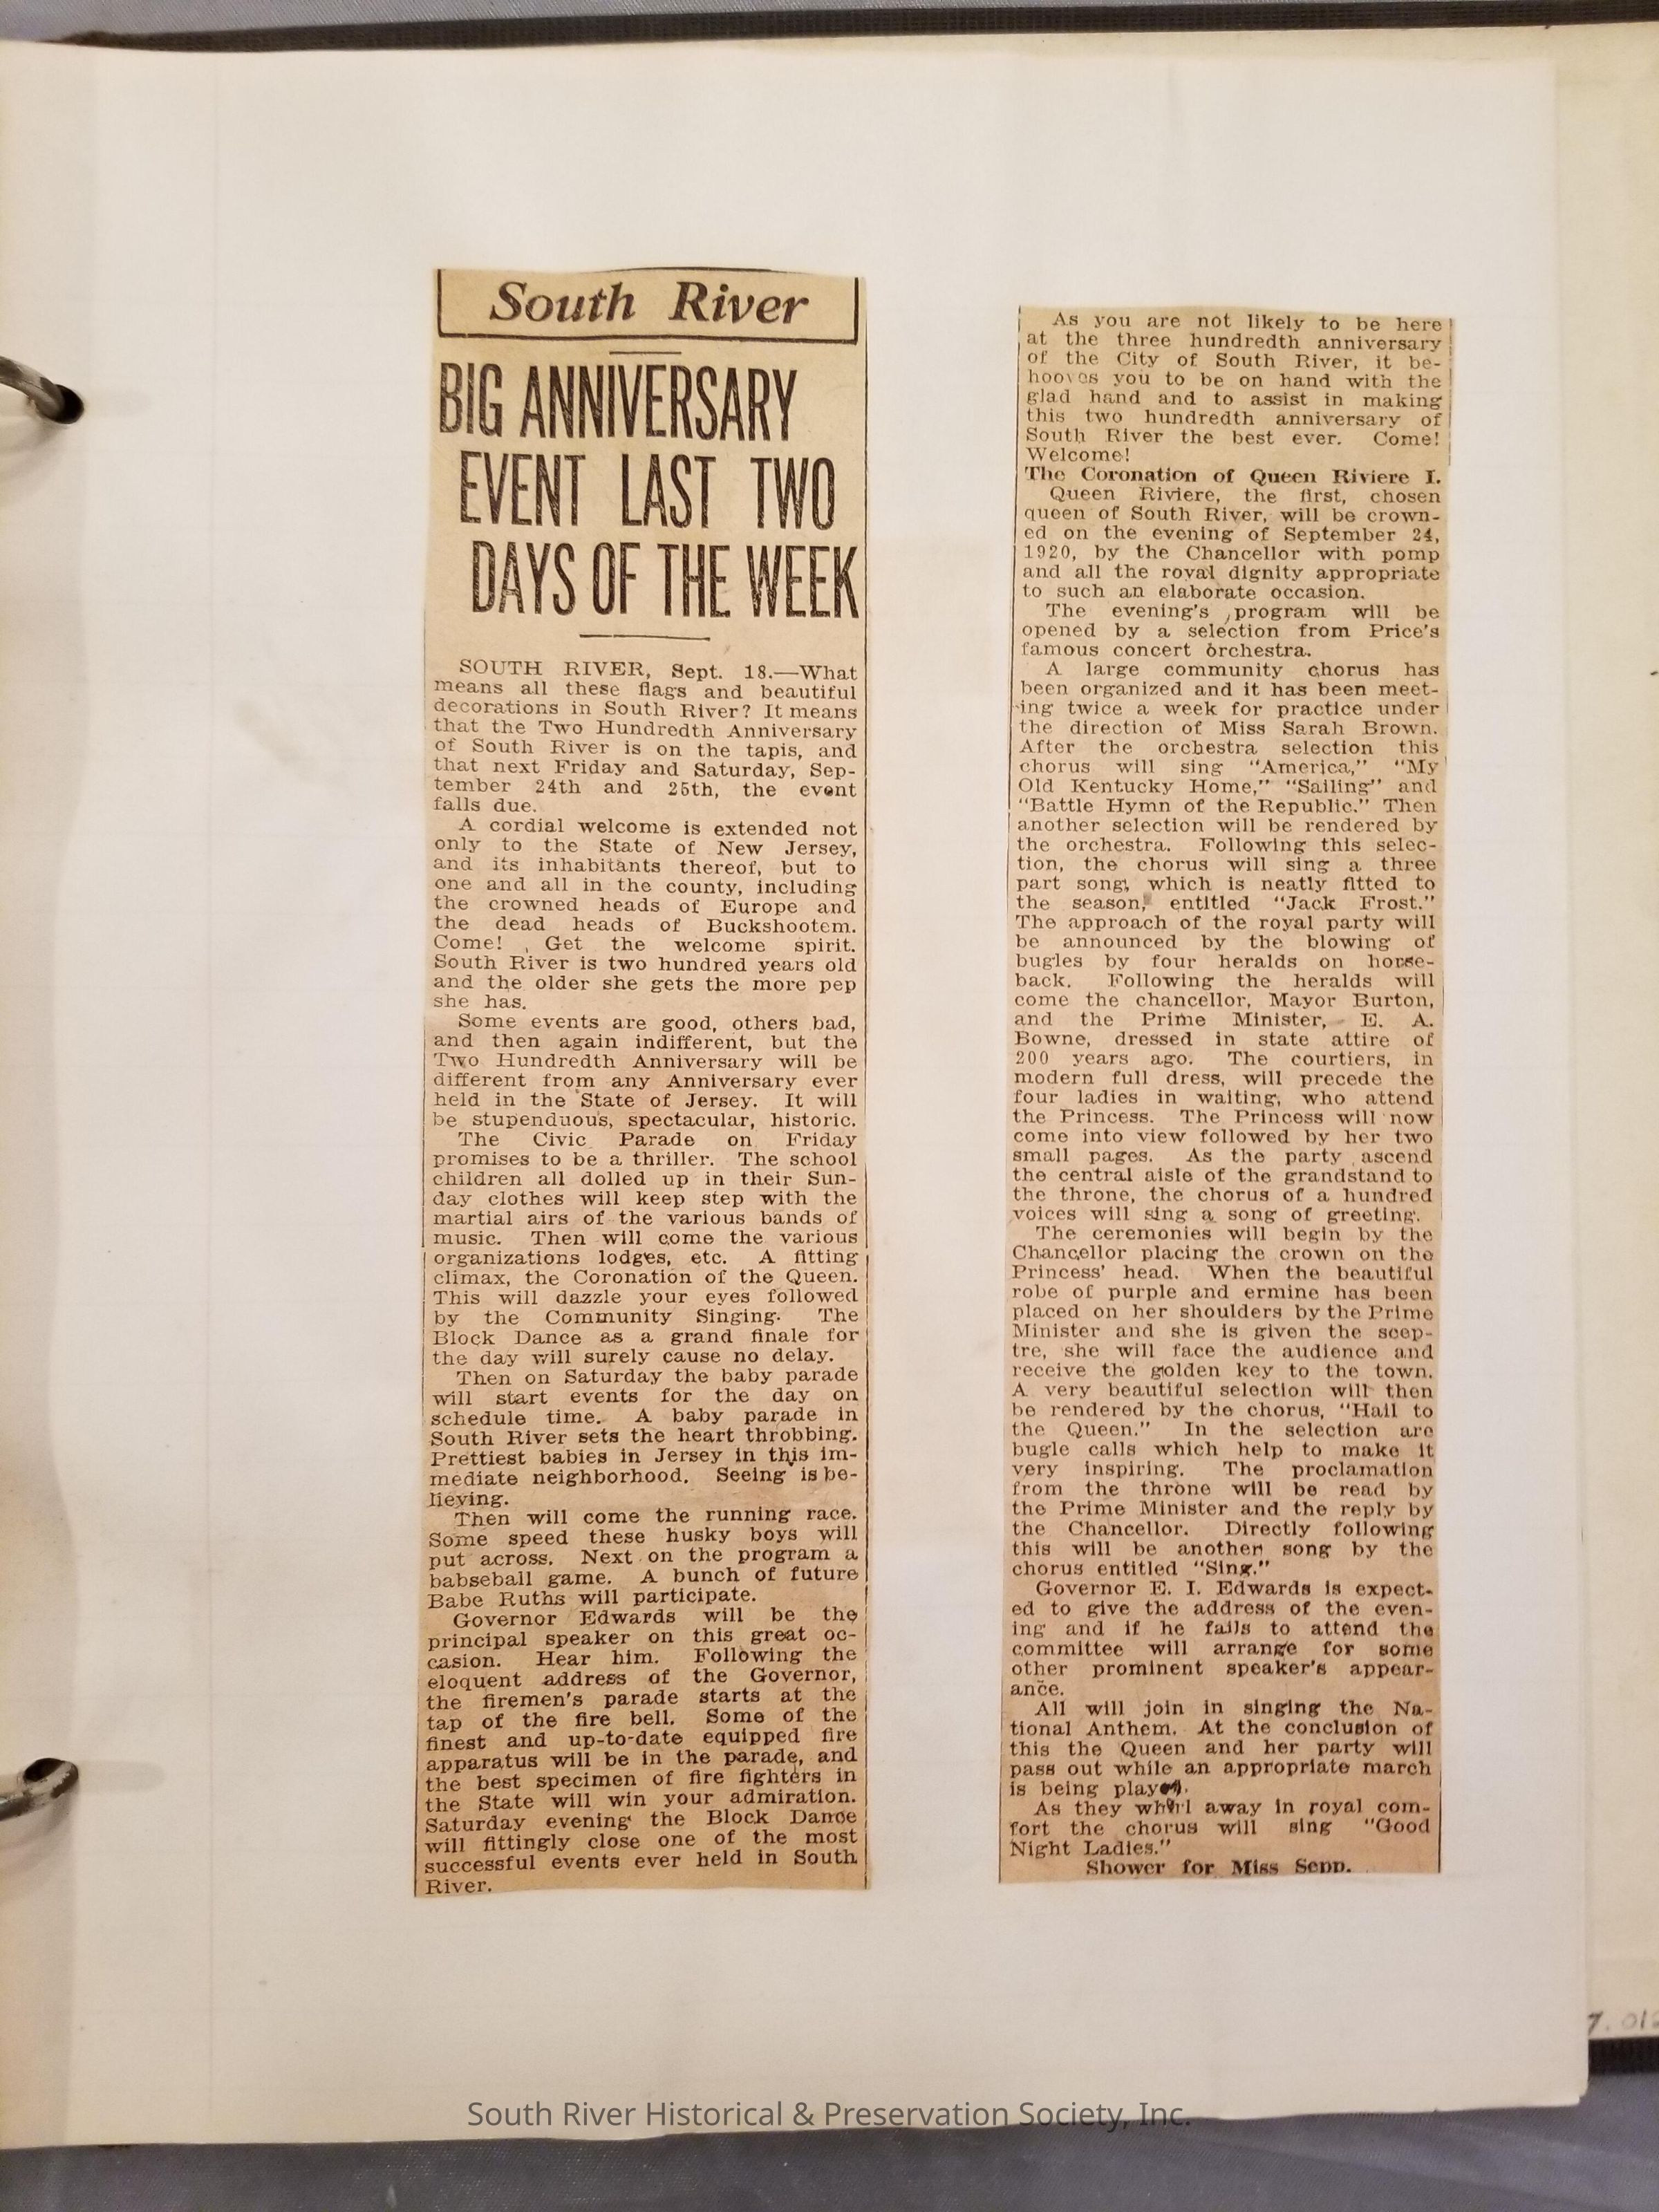 South River
BIG ANNIVERSARY
EVENT LAST TWO
DAYS OF THE WEEK
SOUTH RIVER, Sept. 18.—What
means all these flags and beautiful
decorations in South River? It means
that the Two Hundredth Anniversary
of South River is on the tapis, and
that next Friday and Saturday, Sep-
tember 24th and 25th, the event
falls due.
A cordial welcome is extended not
only to the State of New Jersey,
and its inhabitants thereof, but to
one and all in the county, including
the crowned heads of Europe and
the dead heads of Buckshootem.
Come! Get the welcome spirit.
South River is two hundred years old
and the older she gets the more pep
she has.
Some events are good, others bad,
and then again indifferent, but the
Two Hundredth Anniversary will be
different from any Anniversary ever
held in the State of Jersey. It will
be stupenduous, spectacular, historic.
The Civic Parade on Friday
promises to be a thriller. The school
children all dolled up in their Sun-
day clothes will keep step with the
martial airs of the various bands of
music. Then will come the various
organizations lodges, etc. A fitting
climax, the Coronation of the Queen.
This will dazzle your eyes followed
by the Community Singing. The
Block Dance as a grand finale for
the day will surely cause no delay.
Then on Saturday the baby parade
will start events for the day on
schedule time. A baby parade in
South River sets the heart throbbing.
Prettiest babies in Jersey in this im-
mediate neighborhood. Seeing is be-
lieving.
Then will come the running race.
Some speed these husky boys will
put across. Next on the program a
babseball game. A bunch of future
Babe Ruths will participate.
Governor Edwards will be the
principal speaker on this great oc-
casion. Hear him. Following the
eloquent address of the Governor,
the firemen's parade starts at the
tap of the fire bell. Some of the
finest and up-to-date equipped fire
apparatus will be in the parade, and
the best specimen of fire fighters in
the State will win your admiration.
Saturday evening the Block Dance
will fittingly close one of the most
successful events ever held in South
River.
As you are not likely to be here
at the three hundredth anniversary
of the City of South River, it be-
hooves you to be on hand with the
glad hand and to assist in making
this two hundredth anniversary of
South River the best ever. Come!
Welcome!
The Coronation of Queen Riviere I.
Queen Riviere, the first, chosen
queen of South River, will be crown-
ed on the evening of September 24,
1920, by the Chancellor with pomp
and all the royal dignity appropriate
to such an elaborate occasion.
The evening's program will be
opened by a selection from Price's
famous concert orchestra.
A large community chorus has
been organized and it has been meet-
ing twice a week for practice under
the direction of Miss Sarah Brown.
After the orchestra selection this
chorus will sing "America," "My
Old Kentucky Home," "Sailing" and
"Battle Hymn of the Republic." Then
another selection will be rendered by
the orchestra. Following this selec-
tion, the chorus will sing a three
part song, which is neatly fitted to
the season, entitled "Jack Frost."
The approach of the royal party will
be announced by the blowing of
bugles by four heralds on horse-
back. Following the heralds will
come the chancellor, Mayor Burton,
and the Prime Minister, E. A.
Bowne, dressed in state attire of
200 years ago. The courtiers, in
modern full dress, will precede the
four ladies in waiting, who attend
the Princess. The Princess will now
come into view followed by her two
small pages. As the party ascend
the central aisle of the grandstand to
the throne, the chorus of a hundred
voices will sing a song of greeting.
The ceremonies will begin by the
Chancellor placing the crown on the
Princess' head. When the beautiful
robe of purple and ermine has been
placed on her shoulders by the Prime
Minister and she is given the scep-
tre, she will face the audience and
receive the golden key to the town.
A very beautiful selection will then
be rendered by the chorus, "Hail to
the Queen." In the selection are
bugle calls which help to make it
very inspiring. The proclamation
from the throne will be read by
the Prime Minister and the reply by
the Chancellor. Directly following
this will be another song by the
chorus entitled "Sing."
Governor E. I. Edwards is expect-
ed to give the address of the even-
ing and if he fails to attend the
committee will arrange for some
other prominent speaker's appear-
ance.
All will join in singing the Na-
tional Anthem. At the conclusion of
this the Queen and her party will
pass out while an appropriate march
is being played.
As they whirl away in royal com-
fort the chorus will sing "Good
Night Ladies."
Shower for Miss Sepp.
South River Historical & Preservation Society, Inc.